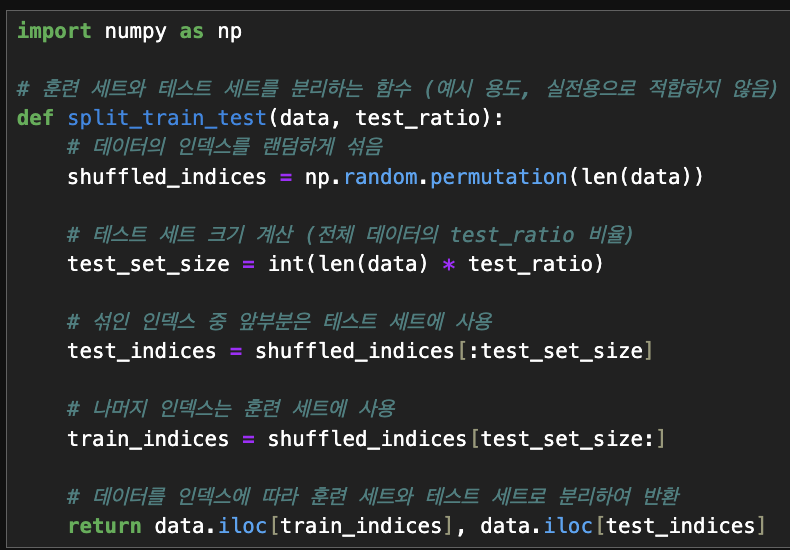 import numpy as np
# 훈련 세트와 테스트 세트를 분리하는 함수 (예시 용도, 실전용으로 적합하지 않음)
def split_train_test(data, test_ratio):
    # 데이터의 인덱스를 랜덤하게 섞음
    shuffled_indices = np.random.permutation(len(data))
    # 테스트 세트 크기 계산 (전체 데이터의 test_ratio 비율)
    test_set_size = int(len(data) * test_ratio)
    # 섞인 인덱스 중 앞부분은 테스트 세트에 사용
    test_indices = shuffled_indices[:test_set_size]
    # 나머지 인덱스는 훈련 세트에 사용
    train_indices = shuffled_indices[test_set_size:]
    # 데이터를 인덱스에 따라 훈련 세트와 테스트 세트로 분리하여 반환
    return data.iloc[train_indices], data.iloc[test_indices]